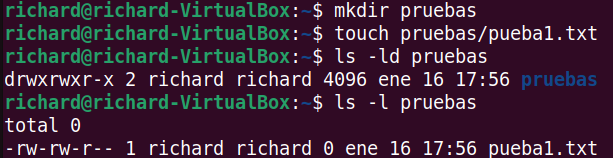 richard@richard-VirtualBox:~$ mkdir pruebas
richard@richard-VirtualBox:~$ touch pruebas/pueba1.txt
richard@richard-VirtualBox:~$ ls -ld pruebas
drwxrwxr-x 2 richard richard 4096 ene 16 17:56 pruebas
richard@richard-VirtualBox:~$ ls -l pruebas
total 0
-rw-rw-r-- 1 richard richard 0 ene 16 17:56 pueba1.txt